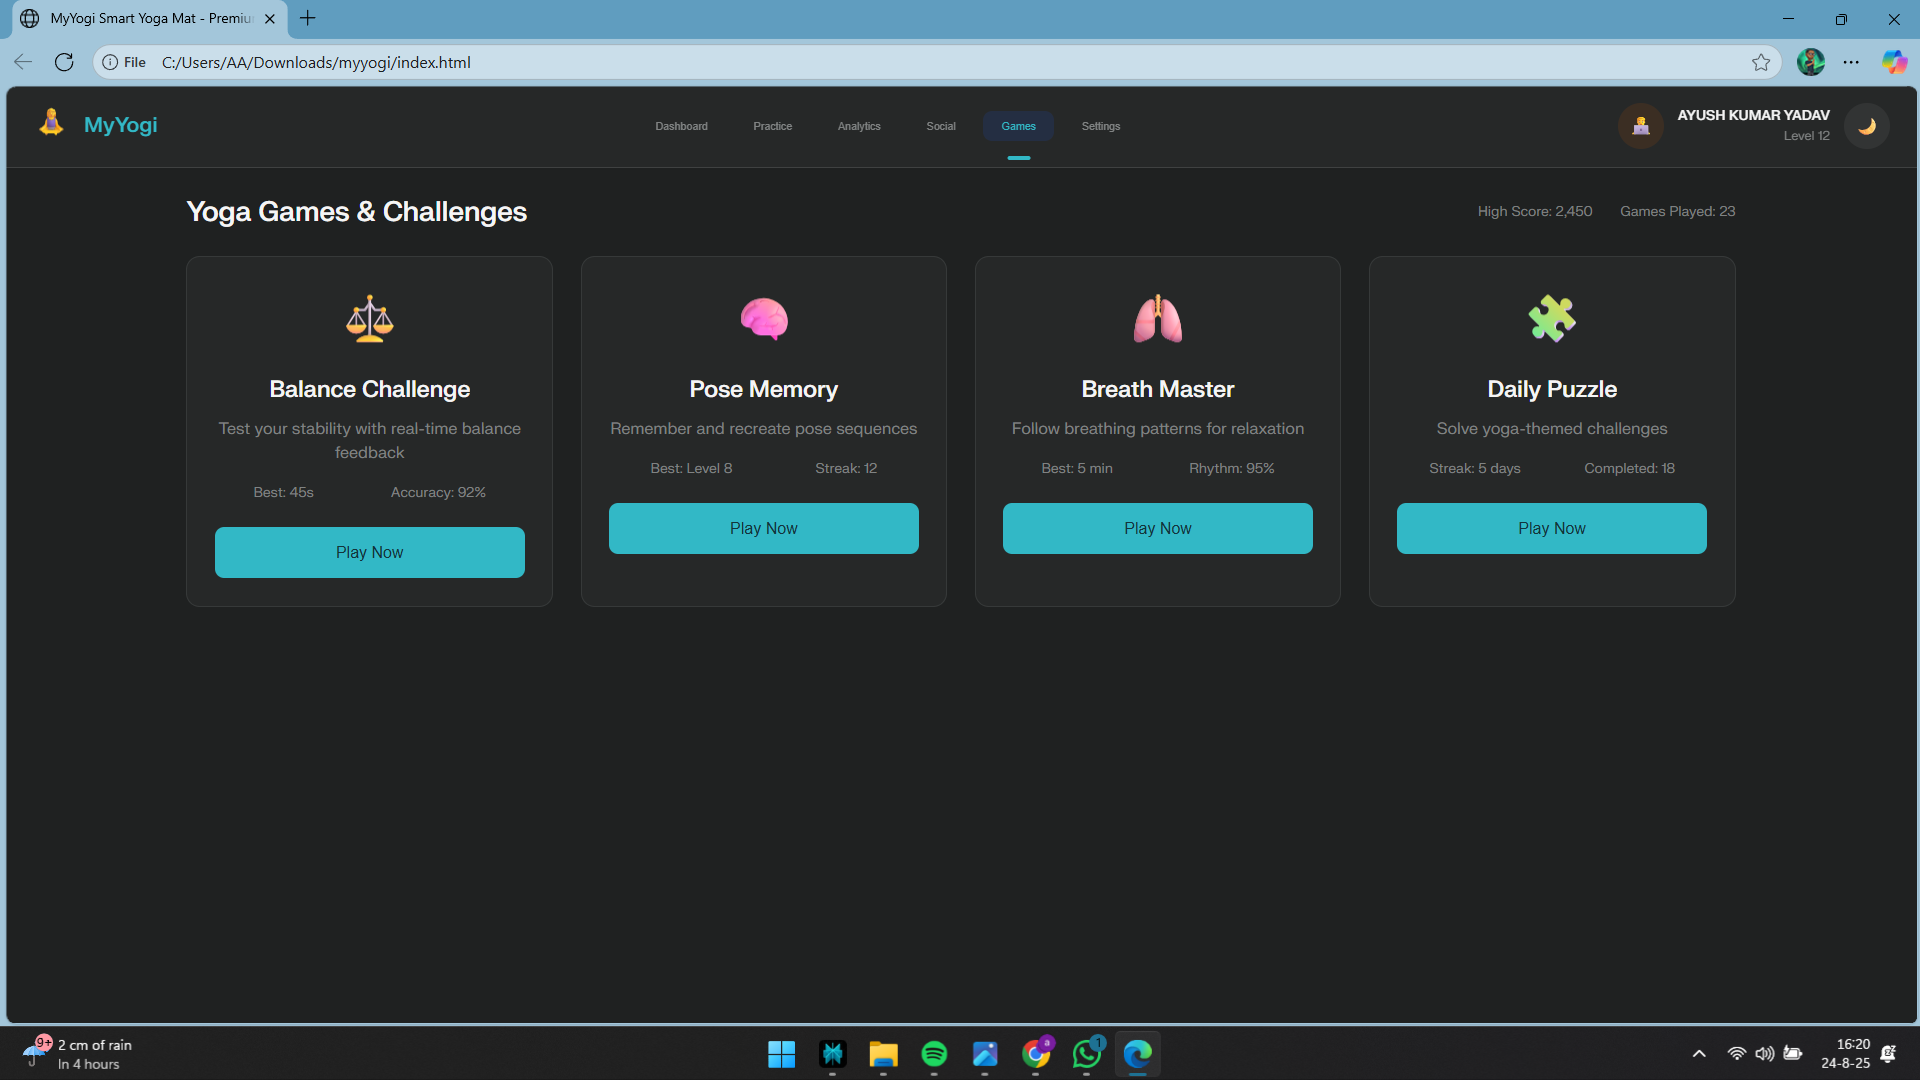 MyYogi Smart Yoga Mat - Premiu
File
C:/Users/AA/Downloads/myyogi/index.html
MyYogi
Dashboard
Practice
Analytics
Social
Games
Settings
AYUSH KUMAR YADAV
Level 12
Yoga Games & Challenges
High Score: 2,450
Games Played: 23
Balance Challenge
Test your stability with real-time balance
feedback
Best: 45s
Accuracy: 92%
Play Now
Pose Memory
Remember and recreate pose sequences
Best: Level 8
Streak: 12
Play Now
Breath Master
Follow breathing patterns for relaxation
Best: 5 min
Rhythm: 95%
Play Now
Daily Puzzle
Solve yoga-themed challenges
Streak: 5 days
Completed: 18
Play Now
9+
2 cm of rain
In 4 hours
a
1
16:20
24-8-25